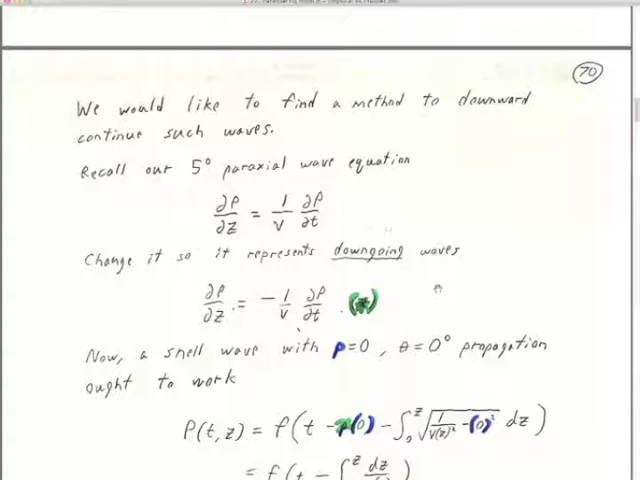 70
We would like to find a method to downward
continue such waves.
Recall our 5° paraxial wave equation
∂P/∂z = 1/v ∂P/∂t
Change it so it represents downgoing waves
∂P/∂z = -1/v ∂P/∂t (*)
Now, a snell wave with p=0, θ=0° propagation
ought to work
P(t,z) = f(t - p(0) - ∫₀ᶻ √(1/v(z)² - (0)²) dz)
= f(t - ∫ᶻ dz/